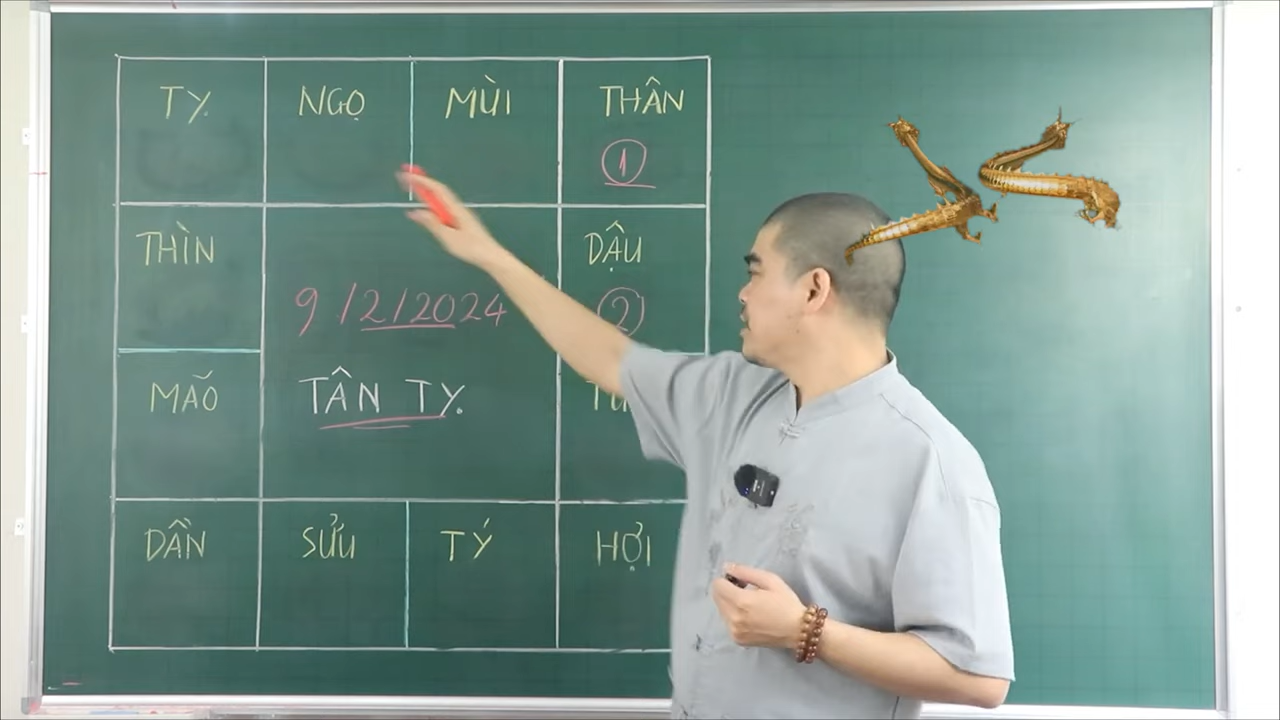 TỴ NGỌ MÙI THÂN
1
THÌN DẬU
9/2/2024 2
MÃO TÂN TỴ
DẦN SỬU TÝ HỢI